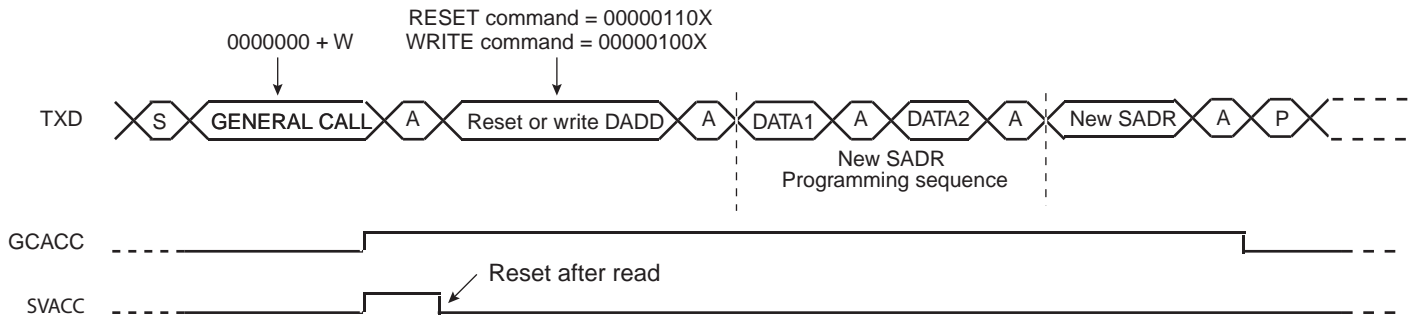 RESET command = 00000110X
0000000 + W
WRITE command = 00000100X
TXD
S
GENERAL CALL
A
Reset or write DADD
A
DATA1
A
DATA2
A
New SADR
A
P
New SADR
Programming sequence
GCACC
Reset after read
SVACC